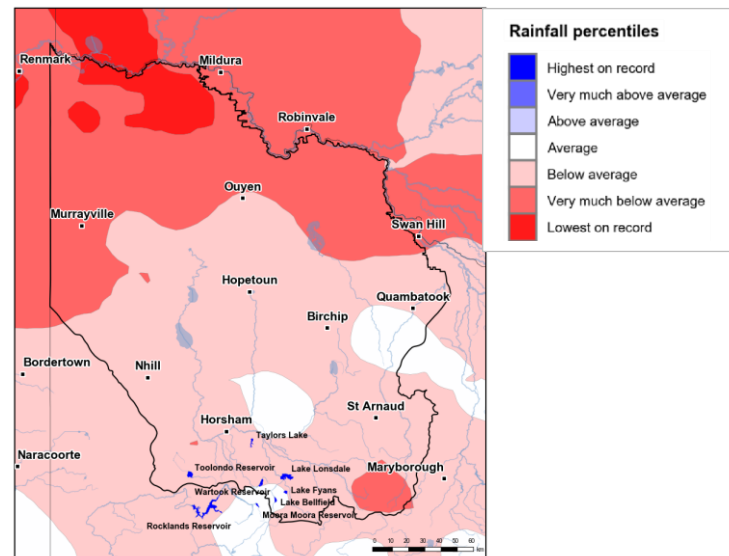 Rainfall percentiles
Highest on record
Very much above average
Above average
Average
Below average
Very much below average
Lowest on record
Renmark
Mildura
Robinvale
Ouyen
Murrayville
Swan Hill
Hopetoun
Quambatook
Birchip
Bordertown
Nhill
St Arnaud
Horsham
Taylors Lake
Naracoorte
Toolondo Reservoir
Lake Lonsdale
Maryborough
Wartook Reservoir
Lake Fyans
Lake Bellfield
Moora Moora Reservoir
Rocklands Reservoir
0 10 20 30 40 50 60
km